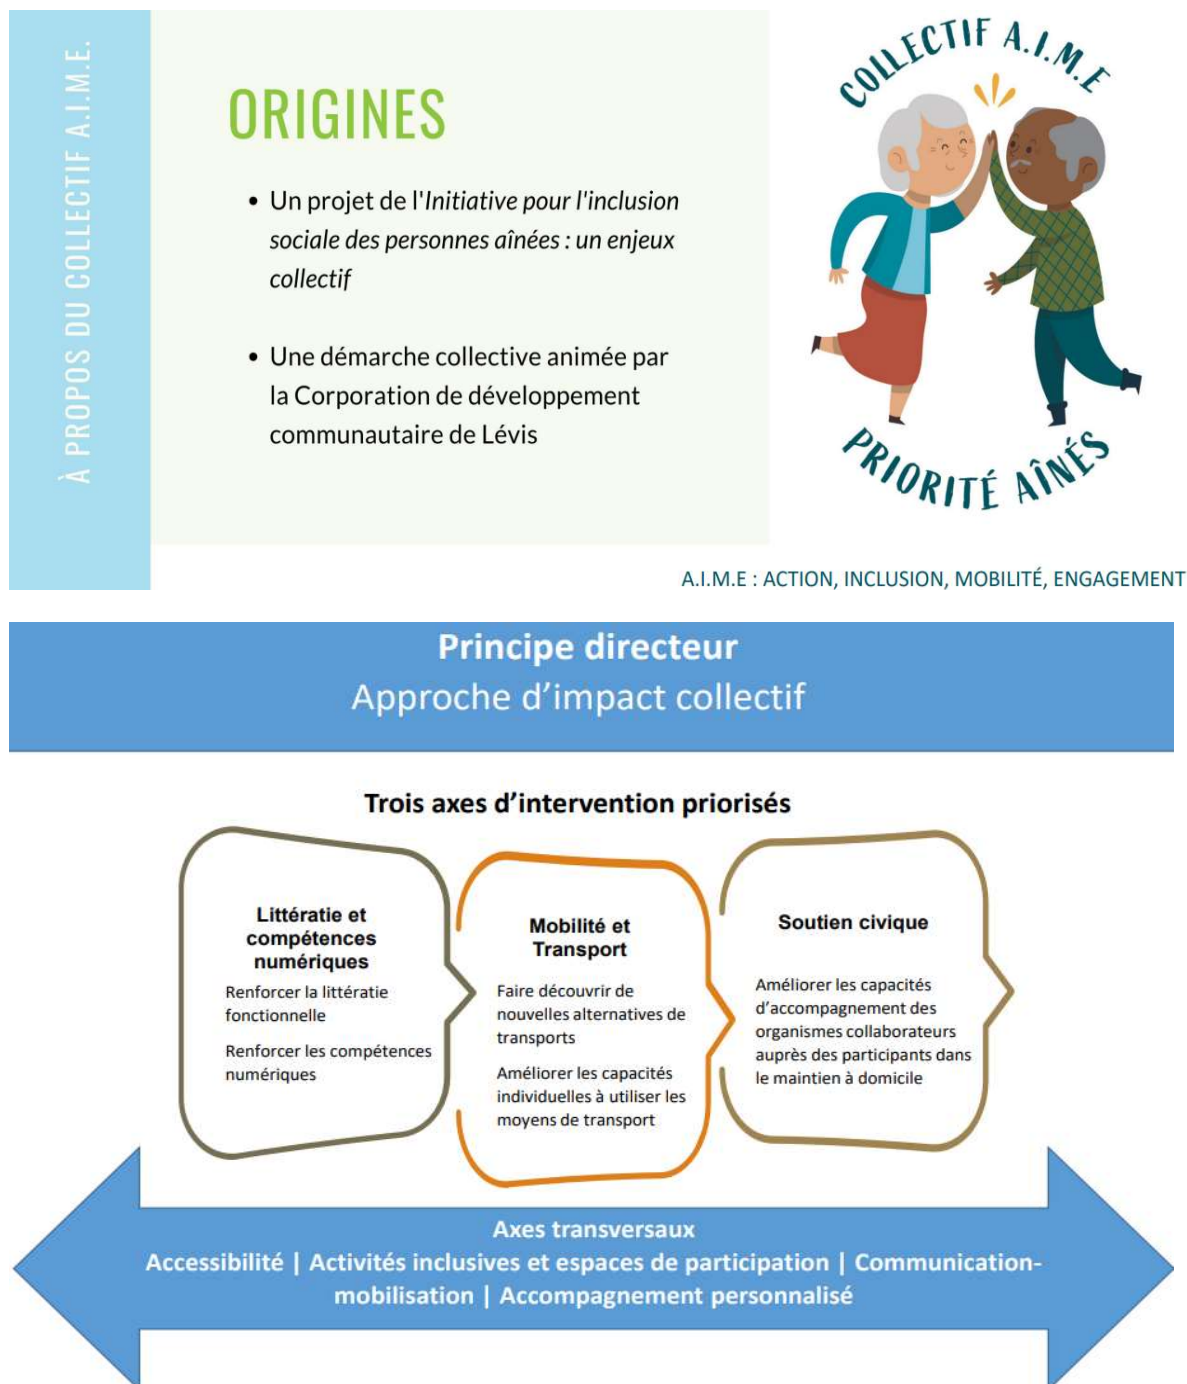 À PROPOS DU COLLECTIF A.I.M.E.
ORIGINES
• Un projet de l'Initiative pour l'inclusion
sociale des personnes aînées : un enjeux
collectif
• Une démarche collective animée par
la Corporation de développement
communautaire de Lévis
COLLECTIF A.I.M.E
PRIORITÉ AÎNÉS
A.I.M.E : ACTION, INCLUSION, MOBILITÉ, ENGAGEMENT
Principe directeur
Approche d’impact collectif
Trois axes d’intervention priorisés
Littératie et
compétences
numériques
Renforcer la littératie
fonctionnelle
Renforcer les compétences
numériques
Mobilité et
Transport
Faire découvrir de
nouvelles alternatives de
transports
Améliorer les capacités
individuelles à utiliser les
moyens de transport
Soutien civique
Améliorer les capacités
d’accompagnement des
organismes collaborateurs
auprès des participants dans
le maintien à domicile
Axes transversaux
Accessibilité | Activités inclusives et espaces de participation | Communication-
mobilisation | Accompagnement personnalisé